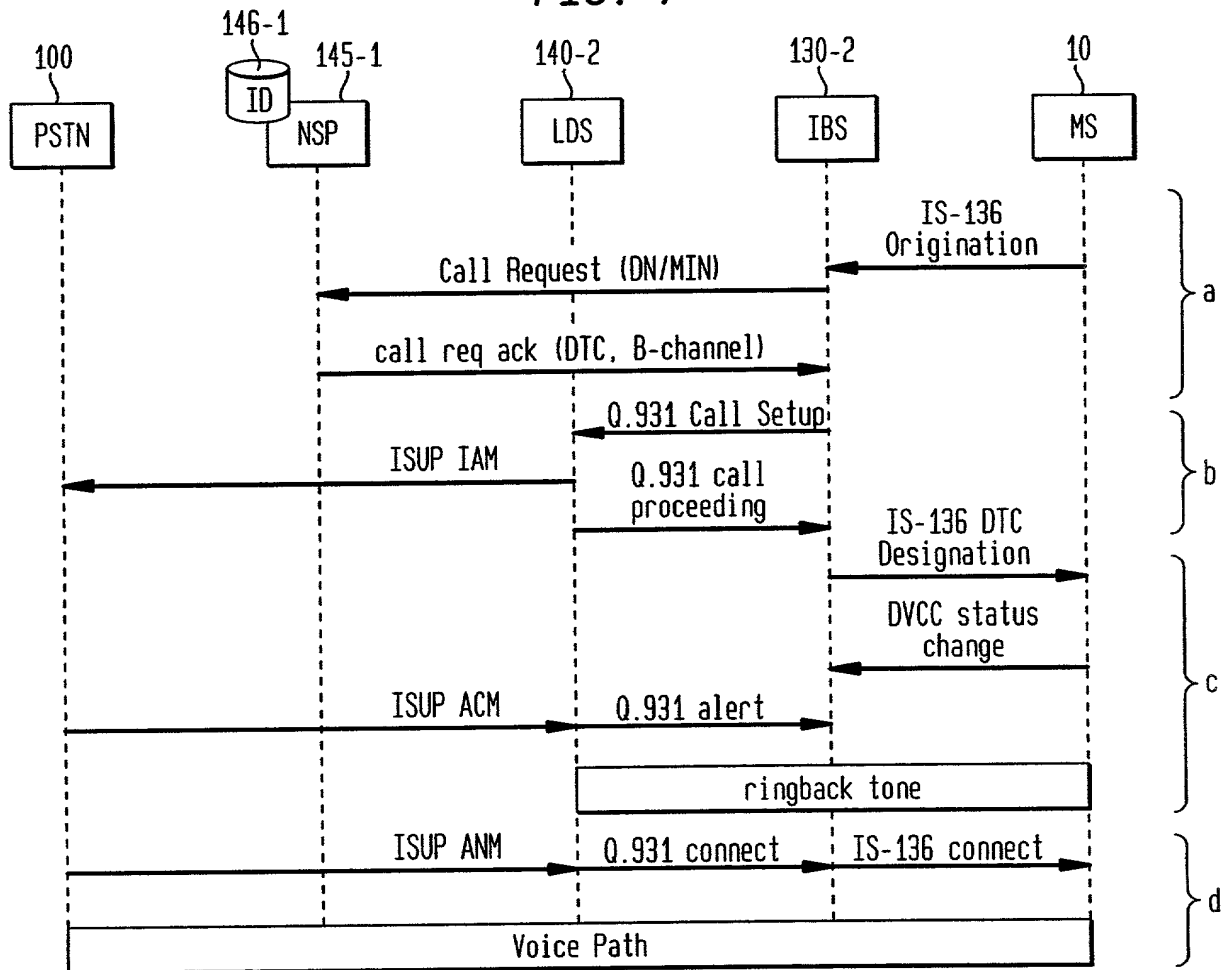 146-1
100
145-1
140-2
130-2
10
ID
PSTN
NSP
LDS
IBS
MS
IS-136
Origination
Call Request (DN/MIN)
a
call req ack (DTC, B-channel)
Q.931 Call Setup
ISUP IAM
Q.931 call
proceeding
b
IS-136 DTC
Designation
DVCC status
change
c
ISUP ACM
Q.931 alert
ringback tone
ISUP ANM
Q.931 connect
IS-136 connect
d
Voice Path